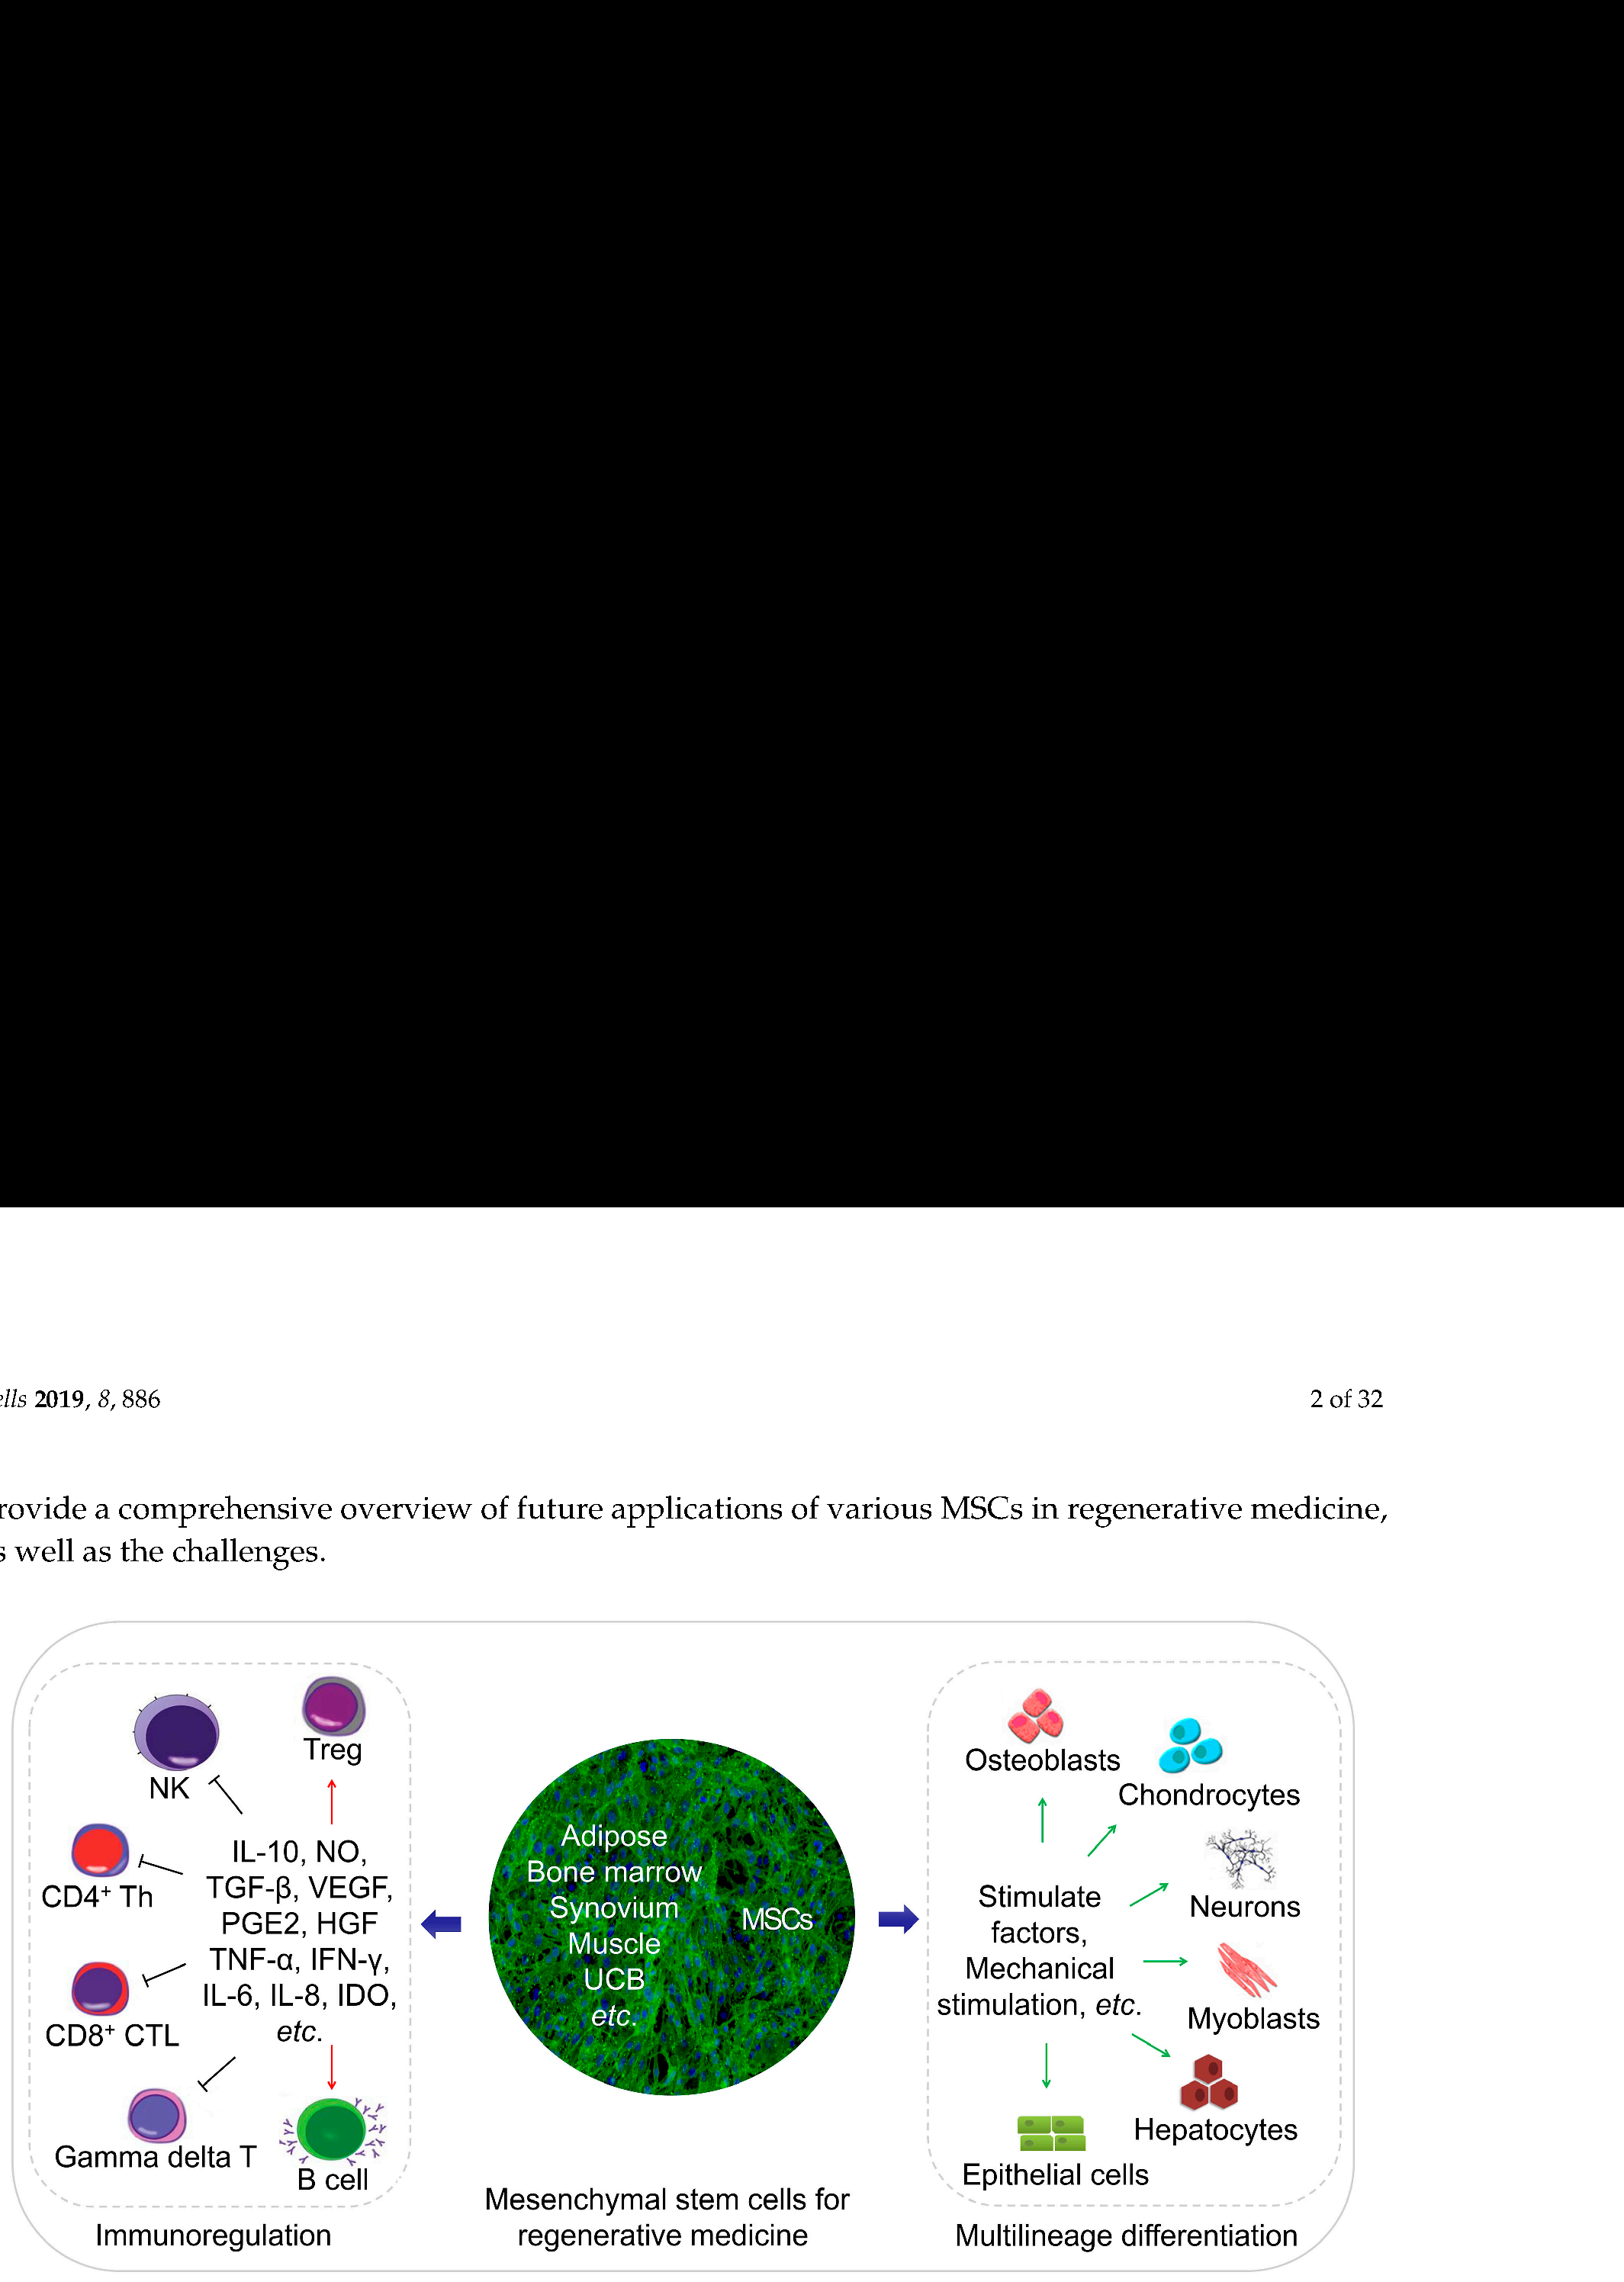 ells 2019, 8, 886
2 of 32
rovide a comprehensive overview of future applications of various MSCs in regenerative medicine,
s well as the challenges.
NK
Treg
CD4⁺ Th
CD8⁺ CTL
Gamma delta T
B cell
IL-10, NO,
TGF-β, VEGF,
PGE2, HGF
TNF-α, IFN-γ,
IL-6, IL-8, IDO,
etc.
Immunoregulation
Adipose
Bone marrow
Synovium
Muscle
UCB
etc.
MSCs
Mesenchymal stem cells for
regenerative medicine
Osteoblasts
Chondrocytes
Neurons
Myoblasts
Hepatocytes
Epithelial cells
Stimulate
factors,
Mechanical
stimulation, etc.
Multilineage differentiation